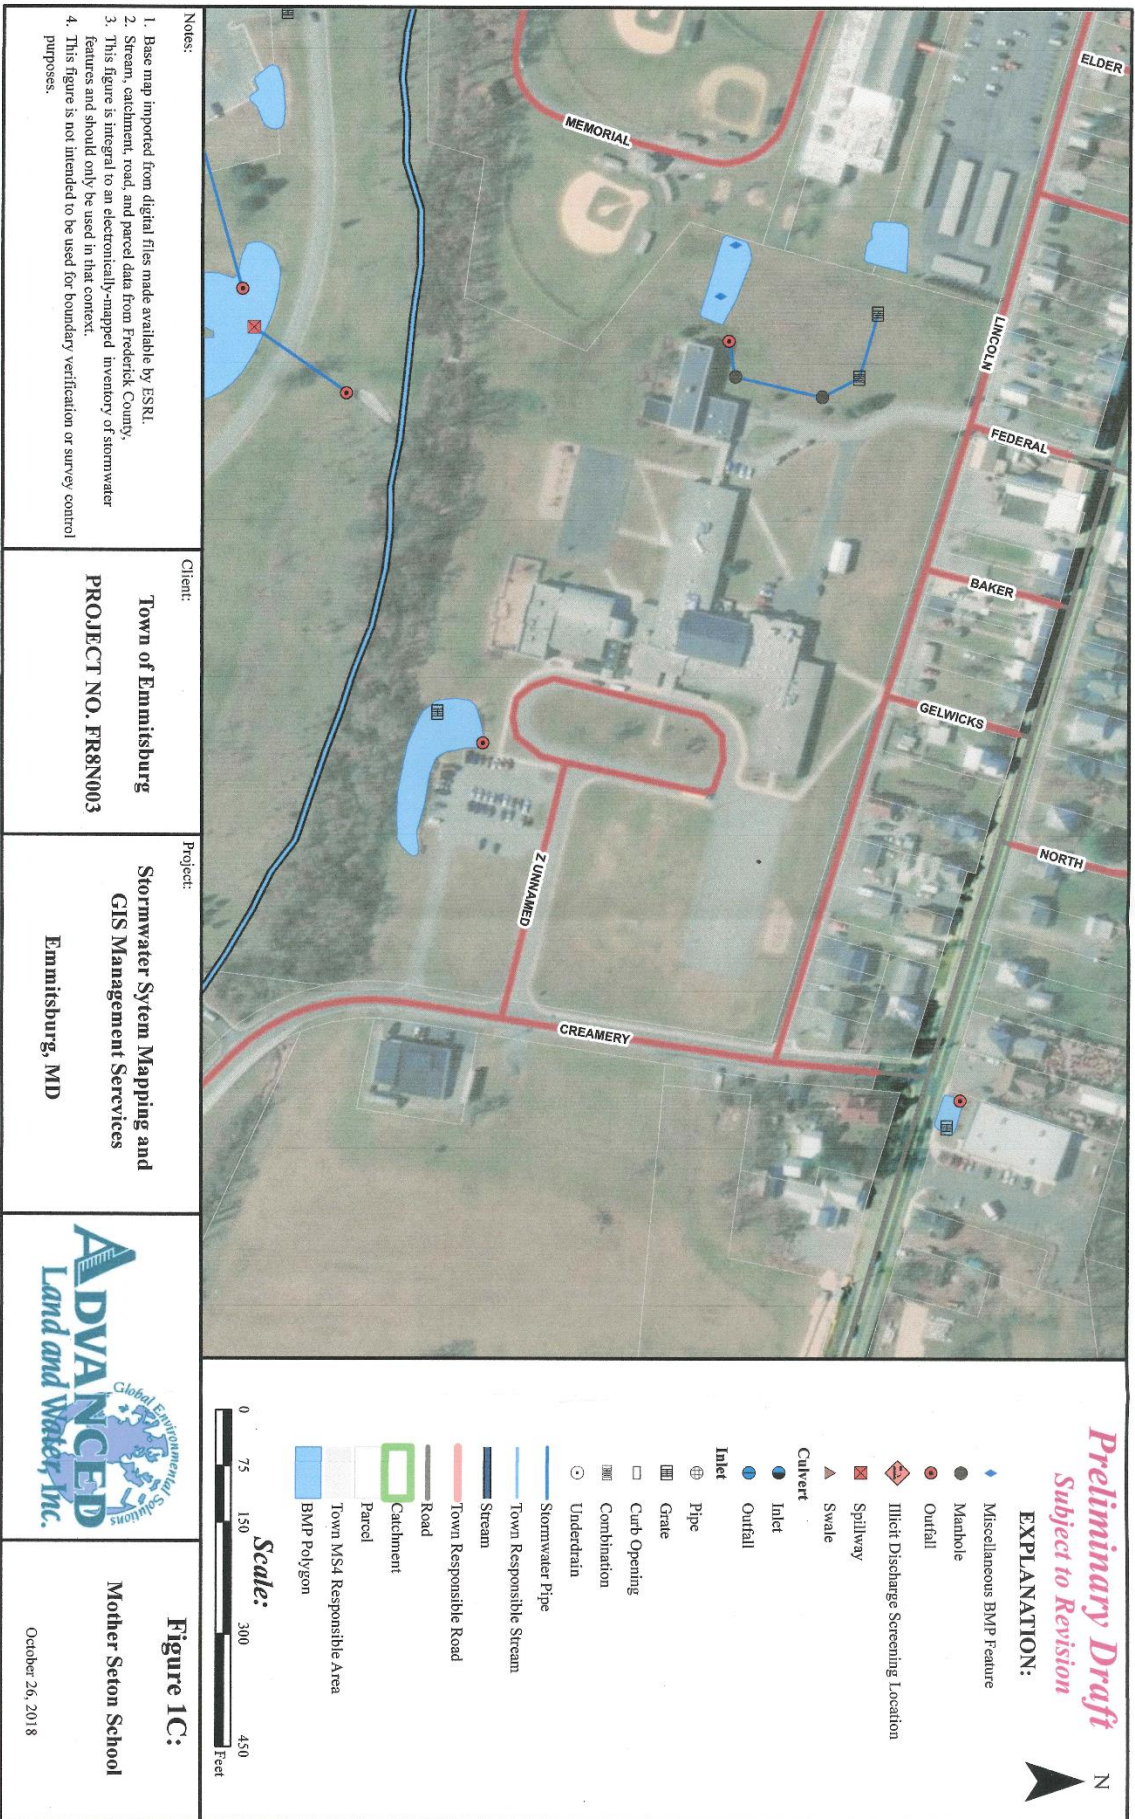 ELDER
MEMORIAL
LINCOLN
FEDERAL
BAKER
GELWICKS
NORTH
Z UNNAMED
CREAMERY
Preliminary Draft
Subject to Revision
N
EXPLANATION:
Miscellaneous BMP Feature
Manhole
Outfall
Illicit Discharge Screening Location
Spillway
Swale
Culvert
Inlet
Outfall
Inlet
Pipe
Grate
Curb Opening
Combination
Underdrain
Stormwater Pipe
Town Responsible Stream
Stream
Town Responsible Road
Road
Catchment
Parcel
Town MS4 Responsible Area
BMP Polygon
Scale:
0 75 150 300 450
Feet
Notes:
1. Base map imported from digital files made available by ESRI.
2. Stream, catchment, road, and parcel data from Frederick County,
3. This figure is integral to an electronically-mapped inventory of stormwater
features and should only be used in that context.
4. This figure is not intended to be used for boundary verification or survey control
purposes.
Client:
Town of Emmitsburg
PROJECT NO. FR8N003
Project:
Stormwater Sytem Mapping and
GIS Management Sercvices
Emmitsburg, MD
Global Environmental Solutions
ADVANCED
Land and Water, Inc.
Figure 1C:
Mother Seton School
October 26, 2018